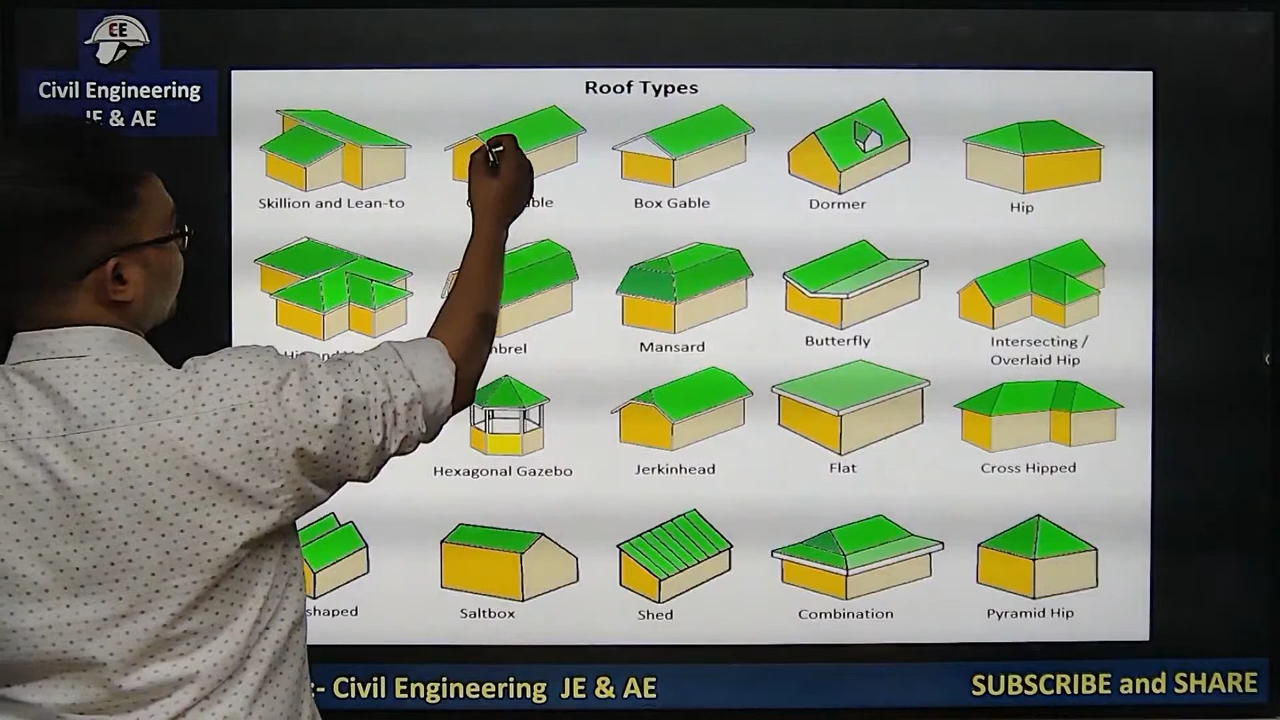 CE
Civil Engineering
JE & AE
Roof Types
Skillion and Lean-to
Box Gable
Dormer
Hip
Mansard
Butterfly
Intersecting /
Overlaid Hip
Hexagonal Gazebo
Jerkinhead
Flat
Cross Hipped
shaped
Saltbox
Shed
Combination
Pyramid Hip
:- Civil Engineering JE & AE
SUBSCRIBE and SHARE